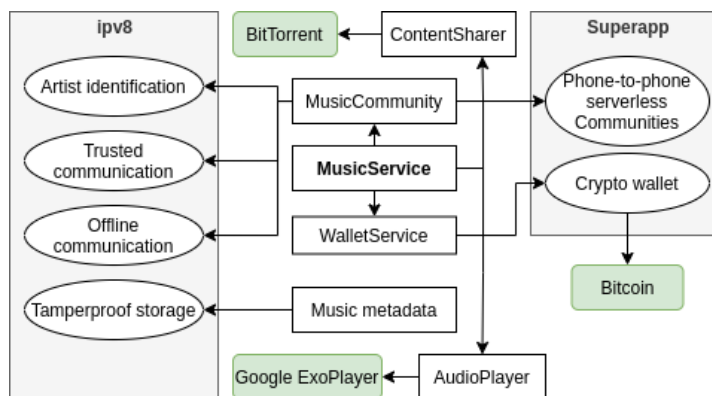 ipv8
Artist identification
Trusted
communication
Offline
communication
Tamperproof storage
BitTorrent
ContentSharer
MusicCommunity
MusicService
WalletService
Music metadata
Google ExoPlayer
AudioPlayer
Superapp
Phone-to-phone
serverless
Communities
Crypto wallet
Bitcoin